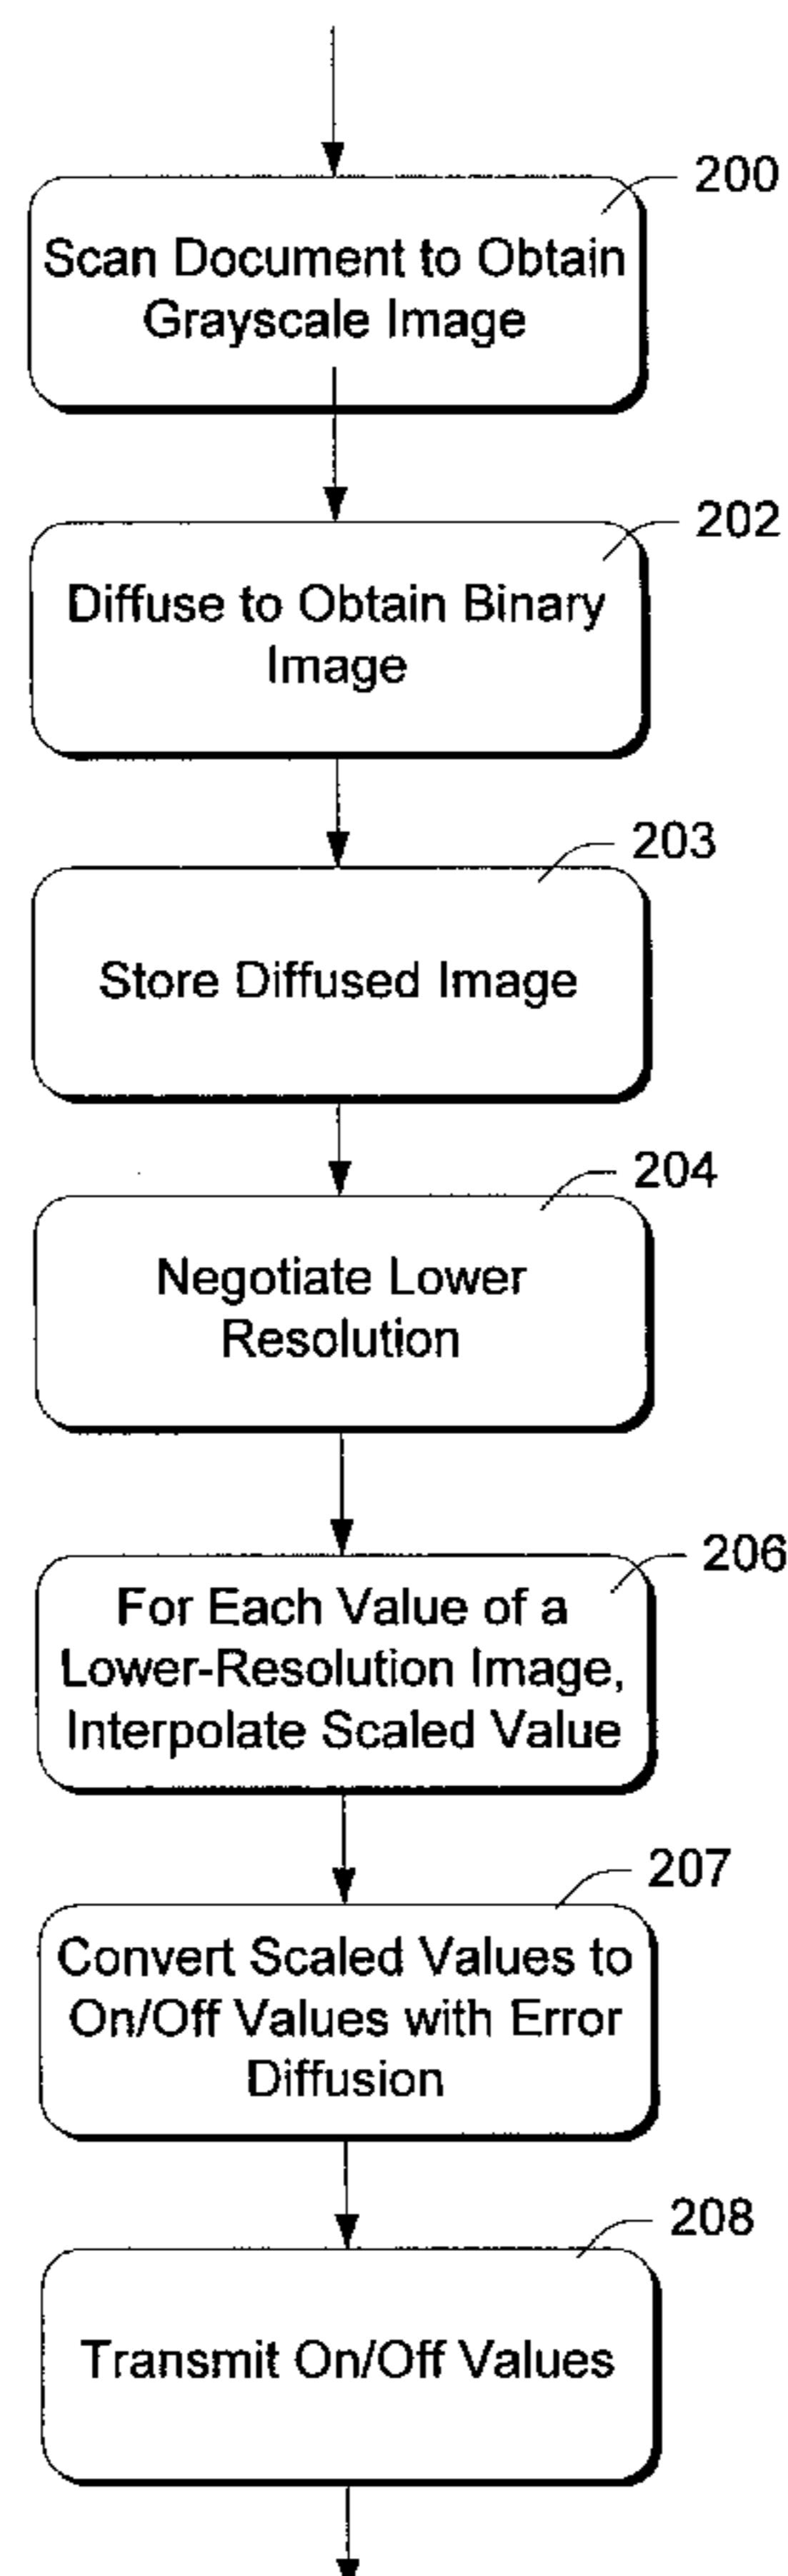 200
Scan Document to Obtain
Grayscale Image
202
Diffuse to Obtain Binary
Image
203
Store Diffused Image
204
Negotiate Lower
Resolution
206
For Each Value of a
Lower-Resolution Image,
Interpolate Scaled Value
207
Convert Scaled Values to
On/Off Values with Error
Diffusion
208
Transmit On/Off Values